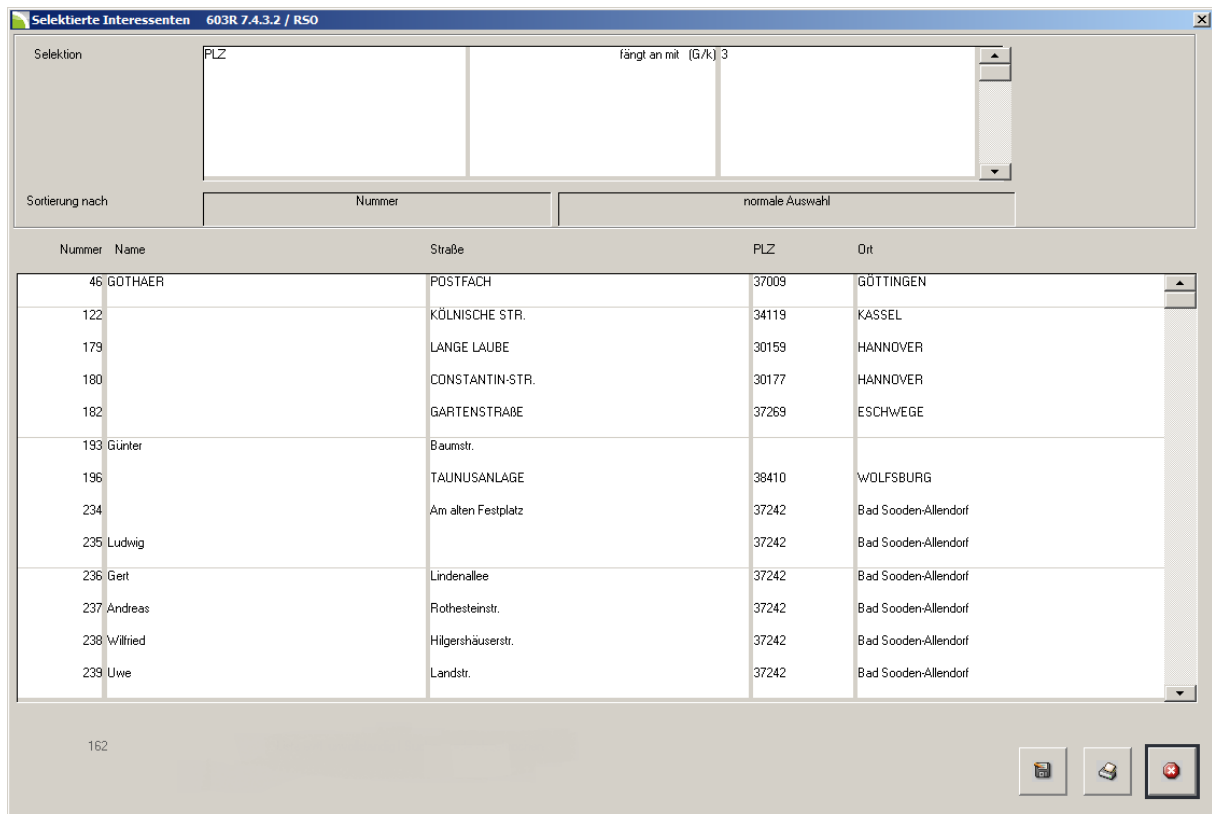 Selektierte Interessenten 603R 7.4.3.2 / RSO
Selektion PLZ fängt an mit (G/k) 3
Sortierung nach Nummer normale Auswahl
Nummer Name Straße PLZ Ort
46 GOTHAER POSTFACH 37009 GÖTTINGEN
122 KÖLNISCHE STR. 34119 KASSEL
179 LANGE LAUBE 30159 HANNOVER
180 CONSTANTIN-STR. 30177 HANNOVER
182 GARTENSTRAßE 37269 ESCHWEGE
193 Günter Baumstr.
196 TAUNUSANLAGE 38410 WOLFSBURG
234 Am alten Festplatz 37242 Bad Sooden-Allendorf
235 Ludwig 37242 Bad Sooden-Allendorf
236 Gert Lindenallee 37242 Bad Sooden-Allendorf
237 Andreas Rothesteinstr. 37242 Bad Sooden-Allendorf
238 Wilfried Hilgershäuserstr. 37242 Bad Sooden-Allendorf
239 Uwe Landstr. 37242 Bad Sooden-Allendorf
162